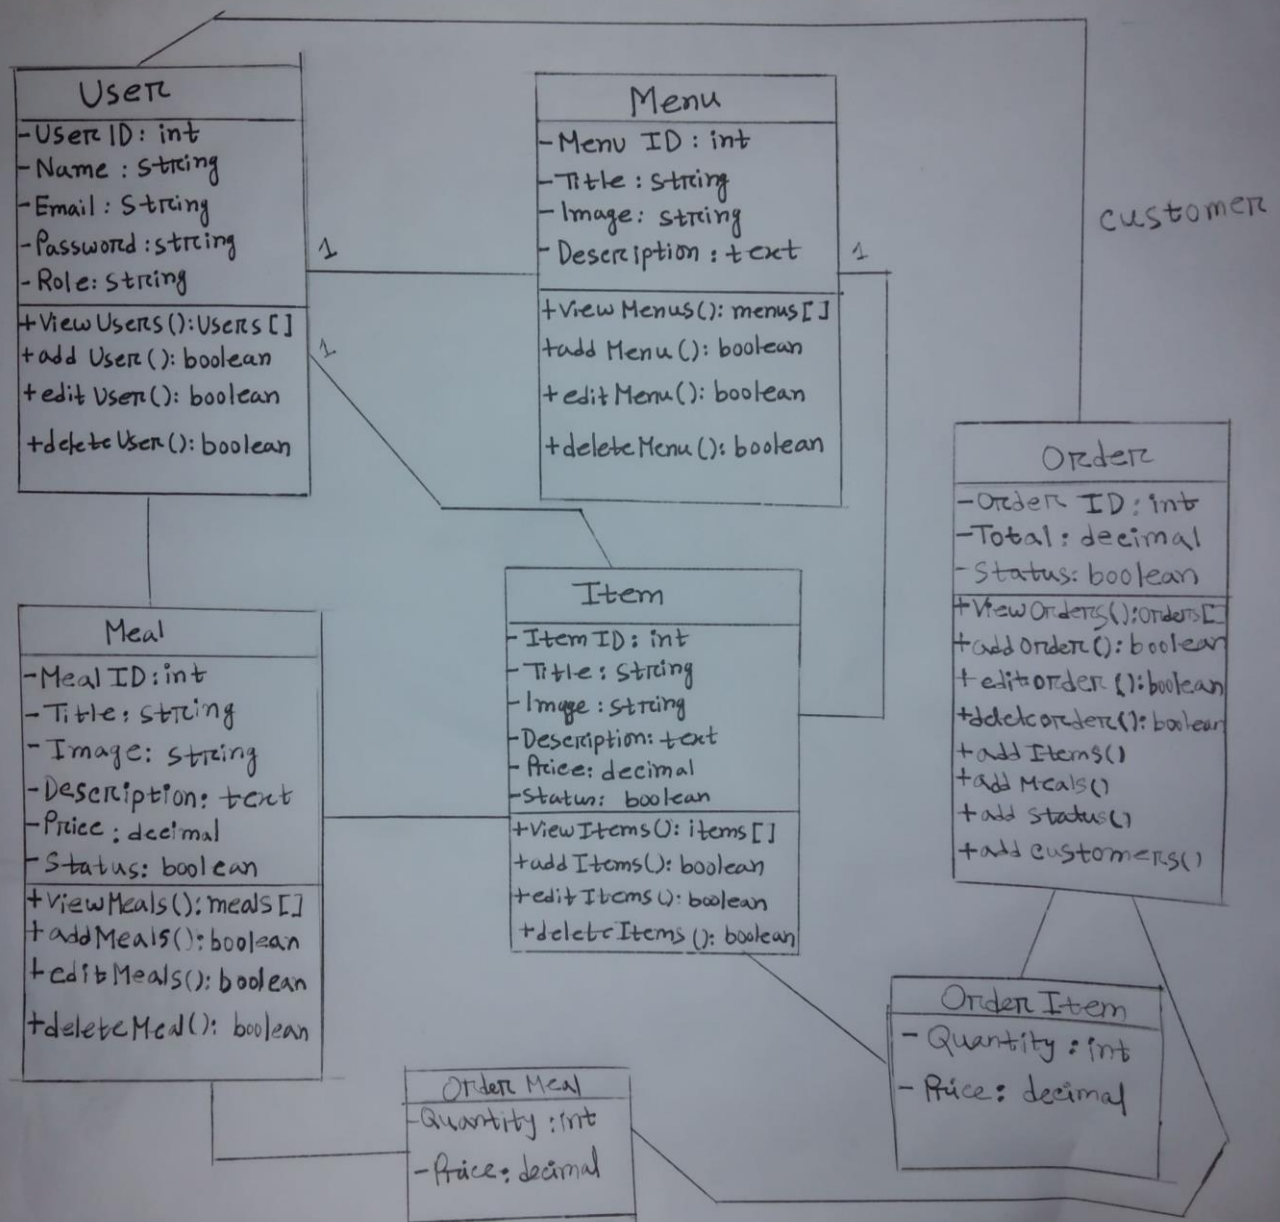 User
- User ID : int
- Name : string
- Email : String
- Password : string
- Role : string
+ View Users () : Users [ ]
+ add User () : boolean
+ edit User () : boolean
+ delete User () : boolean
1
1
Menu
- Menu ID : int
- Title : string
- Image : string
- Description : text
+ View Menus () : menus [ ]
+ add Menu () : boolean
+ edit Menu () : boolean
+ delete Menu () : boolean
1
customer
Order
- Order ID : int
- Total : decimal
- Status : boolean
+ View Orders () : orders [ ]
+ add order () : boolean
+ edit order () : boolean
+ delete order () : boolean
+ add Items ()
+ add Meals ()
+ add status ()
+ add customers ()
Meal
- Meal ID : int
- Title : string
- Image : string
- Description : text
- Price : decimal
- Status : boolean
+ View Meals () : meals [ ]
+ add Meals () : boolean
+ edit Meals () : boolean
+ delete Meal () : boolean
Item
- Item ID : int
- Title : string
- Image : string
- Description : text
- Price : decimal
- Status : boolean
+ View Items () : items [ ]
+ add Items () : boolean
+ edit Items () : boolean
+ delete Items () : boolean
Order Item
- Quantity : int
- Price : decimal
Order Meal
- Quantity : int
- Price : decimal